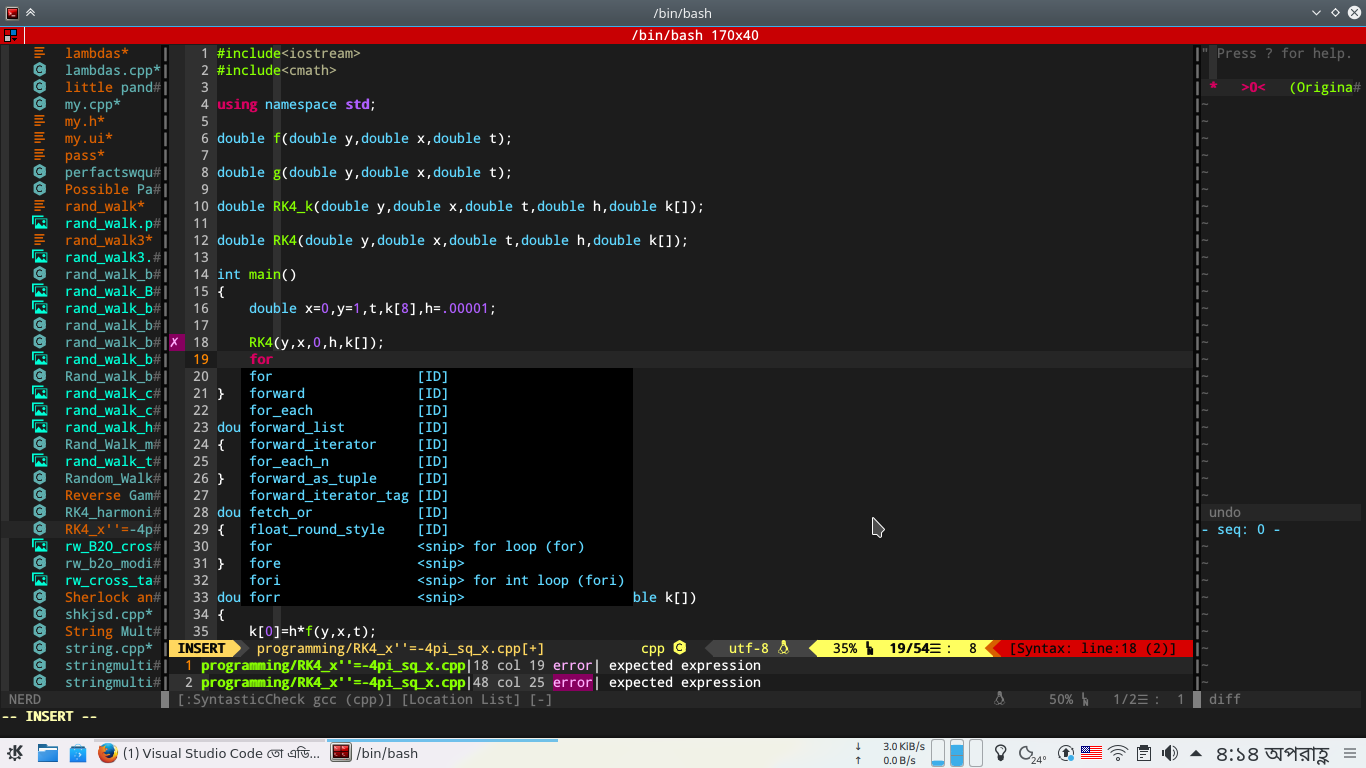 /bin/bash
/bin/bash 170x40
lambdas*
lambdas.cpp*
little pand#
my.cpp*
my.h*
my.ui*
pass*
perfactswqu#
Possible Pa#
rand_walk*
rand_walk.p#
rand_walk3*
rand_walk3.#
rand_walk_b#
rand_walk_B#
rand_walk_b#
rand_walk_b#
rand_walk_b#
rand_walk_b#
Rand_walk_b#
rand_walk_c#
rand_walk_c#
rand_walk_h#
Rand_Walk_m#
rand_walk_t#
Random_Walk#
Reverse Gam#
RK4_harmoni#
RK4_x''=-4p#
rw_B2O_cros#
rw_b2o_modi#
rw_cross_ta#
Sherlock an#
shkjsd.cpp*
String Mult#
string.cpp*
stringmulti#
stringmulti#
NERD
1 #include<iostream>
2 #include<cmath>
3
4 using namespace std;
5
6 double f(double y,double x,double t);
7
8 double g(double y,double x,double t);
9
10 double RK4_k(double y,double x,double t,double h,double k[]);
11
12 double RK4(double y,double x,double t,double h,double k[]);
13
14 int main()
15 {
16 double x=0,y=1,t,k[8],h=.00001;
17
✗ 18 RK4(y,x,0,h,k[]);
19 for
20 for [ID]
21 } forward [ID]
22 for_each [ID]
23 dou forward_list [ID]
24 { forward_iterator [ID]
25 for_each_n [ID]
26 } forward_as_tuple [ID]
27 forward_iterator_tag [ID]
28 dou fetch_or [ID]
29 { float_round_style [ID]
30 for <snip> for loop (for)
31 } fore <snip>
32 fori <snip> for int loop (fori)
33 dou forr <snip> ble k[])
34 {
35 k[0]=h*f(y,x,t);
INSERT programming/RK4_x''=-4pi_sq_x.cpp[+] cpp utf-8 35% 19/54☰ : 8 [Syntax: line:18 (2)]
1 programming/RK4_x''=-4pi_sq_x.cpp|18 col 19 error| expected expression
2 programming/RK4_x''=-4pi_sq_x.cpp|48 col 25 error| expected expression
[:SyntasticCheck gcc (cpp)] [Location List] [-] 50% 1/2☰ : 1
" Press ? for help.
* >0< (Origina#
undo
- seq: 0 -
diff
-- INSERT --
(1) Visual Studio Code তো এডি...
/bin/bash
3.0 KiB/s
0.0 B/s
24°
৪:১৪ অপরাহ্ণ